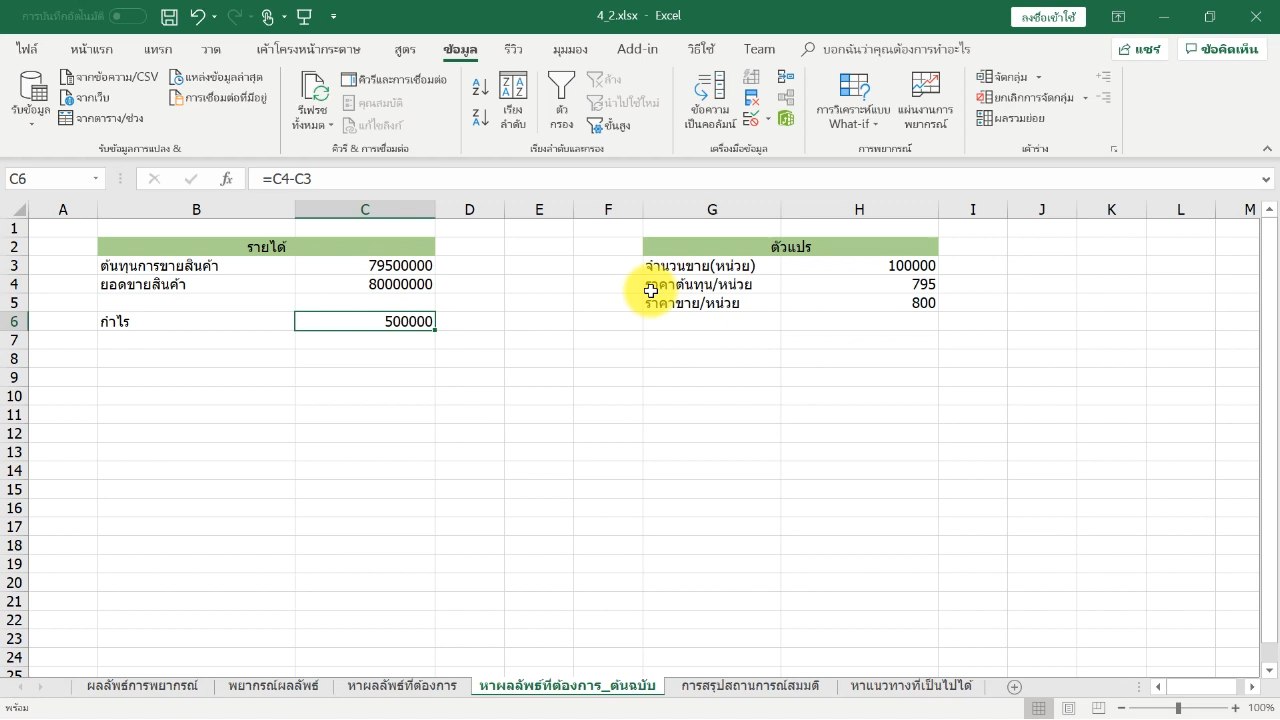 การบันทึกอัตโนมัติ
4_2.xlsx - Excel
ลงชื่อเข้าใช้
ไฟล์ หน้าแรก แทรก วาด เค้าโครงหน้ากระดาษ สูตร ข้อมูล รีวิว มุมมอง Add-in วิธีใช้ Team บอกฉันว่าคุณต้องการทำอะไร แชร์ ข้อคิดเห็น
รับข้อมูล
จากข้อความ/CSV
จากเว็บ
จากตาราง/ช่วง
แหล่งข้อมูลล่าสุด
การเชื่อมต่อที่มีอยู่
รับข้อมูลการแปลง &
รีเฟรช
ทั้งหมด
คิวรีและการเชื่อมต่อ
คุณสมบัติ
แก้ไขลิงก์
คิวรี & การเชื่อมต่อ
เรียง
ลำดับ
ตัว
กรอง
ล้าง
นำไปใช้ใหม่
ขั้นสูง
เรียงลำดับและกรอง
ข้อความ
เป็นคอลัมน์
เครื่องมือข้อมูล
การวิเคราะห์แบบ
What-if
แผ่นงานการ
พยากรณ์
การพยากรณ์
จัดกลุ่ม
ยกเลิกการจัดกลุ่ม
ผลรวมย่อย
เค้าร่าง
C6
fx
=C4-C3
A B C D E F G H I J K L M
1
2 รายได้ ตัวแปร
3 ต้นทุนการขายสินค้า 79500000 จำนวนขาย(หน่วย) 100000
4 ยอดขายสินค้า 80000000 ราคาต้นทุน/หน่วย 795
5 ราคาขาย/หน่วย 800
6 กำไร 500000
7
8
9
10
11
12
13
14
15
16
17
18
19
20
21
22
23
24
25
ผลลัพธ์การพยากรณ์ พยากรณ์ผลลัพธ์ หาผลลัพธ์ที่ต้องการ หาผลลัพธ์ที่ต้องการ_ต้นฉบับ การสรุปสถานการณ์สมมติ หาแนวทางที่เป็นไปได้
พร้อม
100%